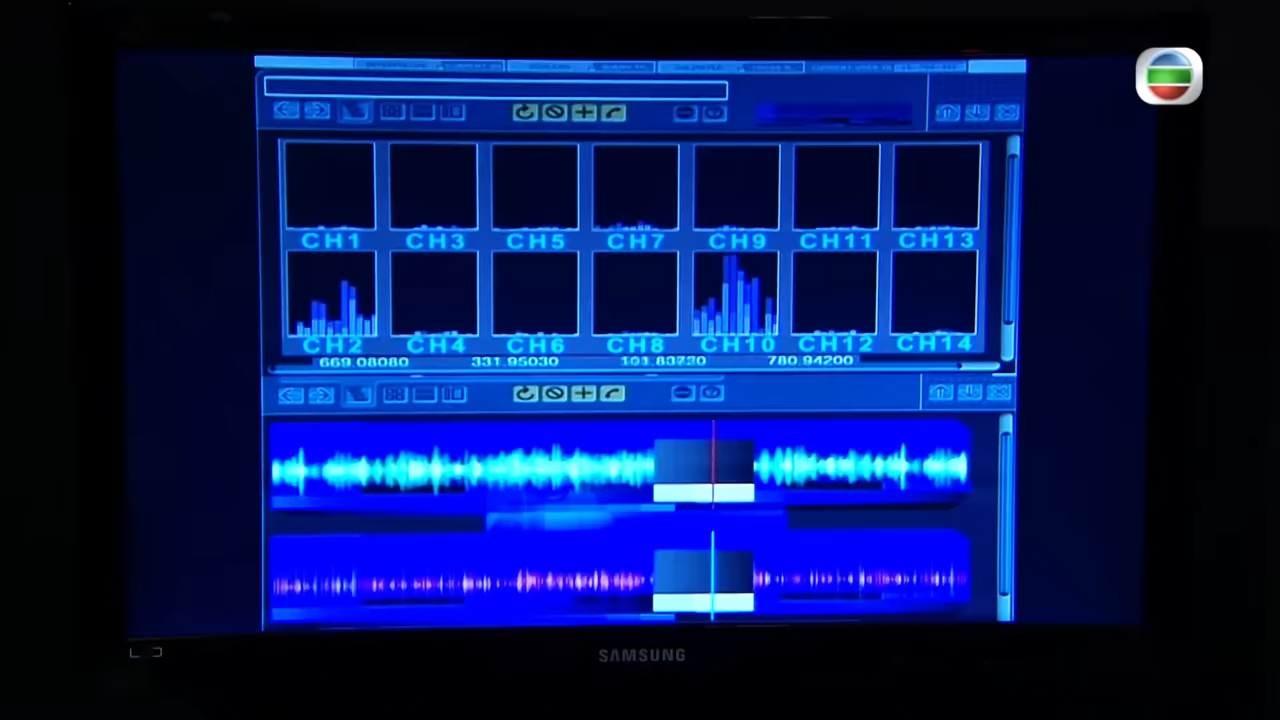 CH1 CH3 CH5 CH7 CH9 CH11 CH13
CH2 CH4 CH6 CH8 CH10 CH12 CH14
669.08080 331.95030 101.83720 780.94200
SAMSUNG